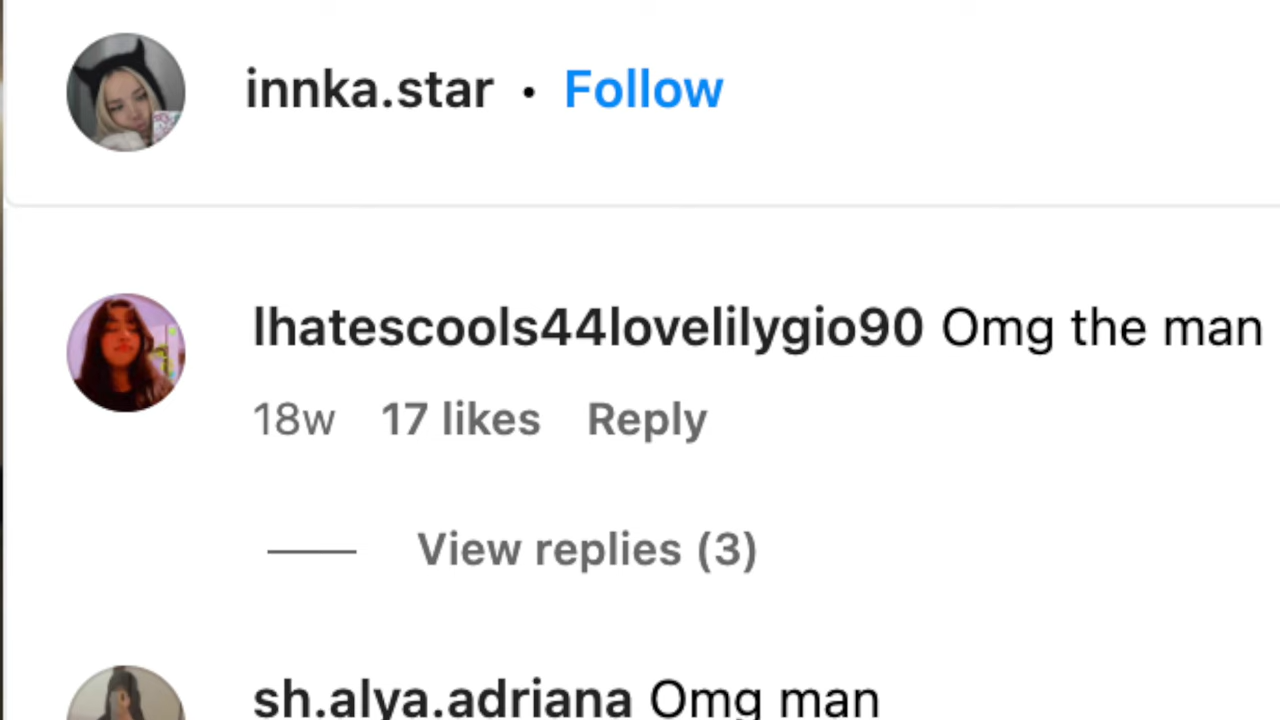 innka.star • Follow
lhatescools44lovelilygio90 Omg the man
18w 17 likes Reply
View replies (3)
sh.alya.adriana Omg man